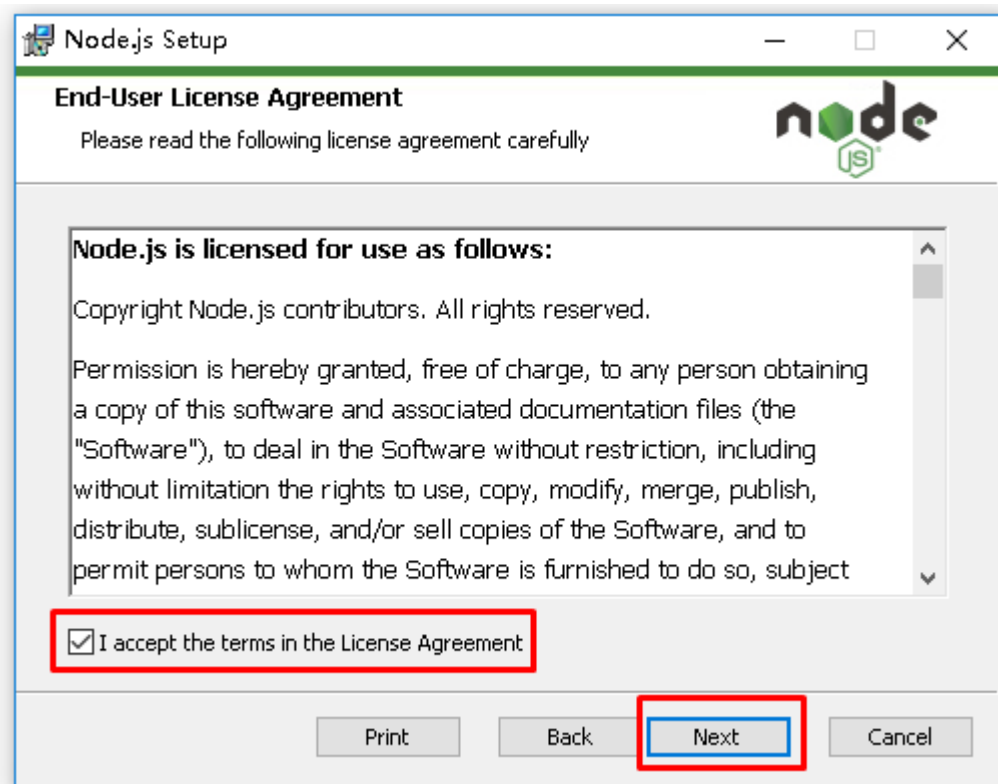 Node.js Setup
End-User License Agreement
Please read the following license agreement carefully
node
JS
Node.js is licensed for use as follows:
Copyright Node.js contributors. All rights reserved.
Permission is hereby granted, free of charge, to any person obtaining
a copy of this software and associated documentation files (the
"Software"), to deal in the Software without restriction, including
without limitation the rights to use, copy, modify, merge, publish,
distribute, sublicense, and/or sell copies of the Software, and to
permit persons to whom the Software is furnished to do so, subject
I accept the terms in the License Agreement
Print Back Next Cancel